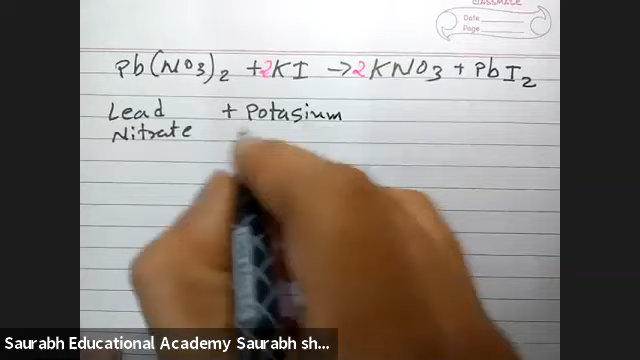 CLASSMATE
Date
Page
Pb(NO3)2 + 2KI → 2KNO3 + PbI2
Lead + Potasium
Nitrate
Saurabh Educational Academy Saurabh sh...